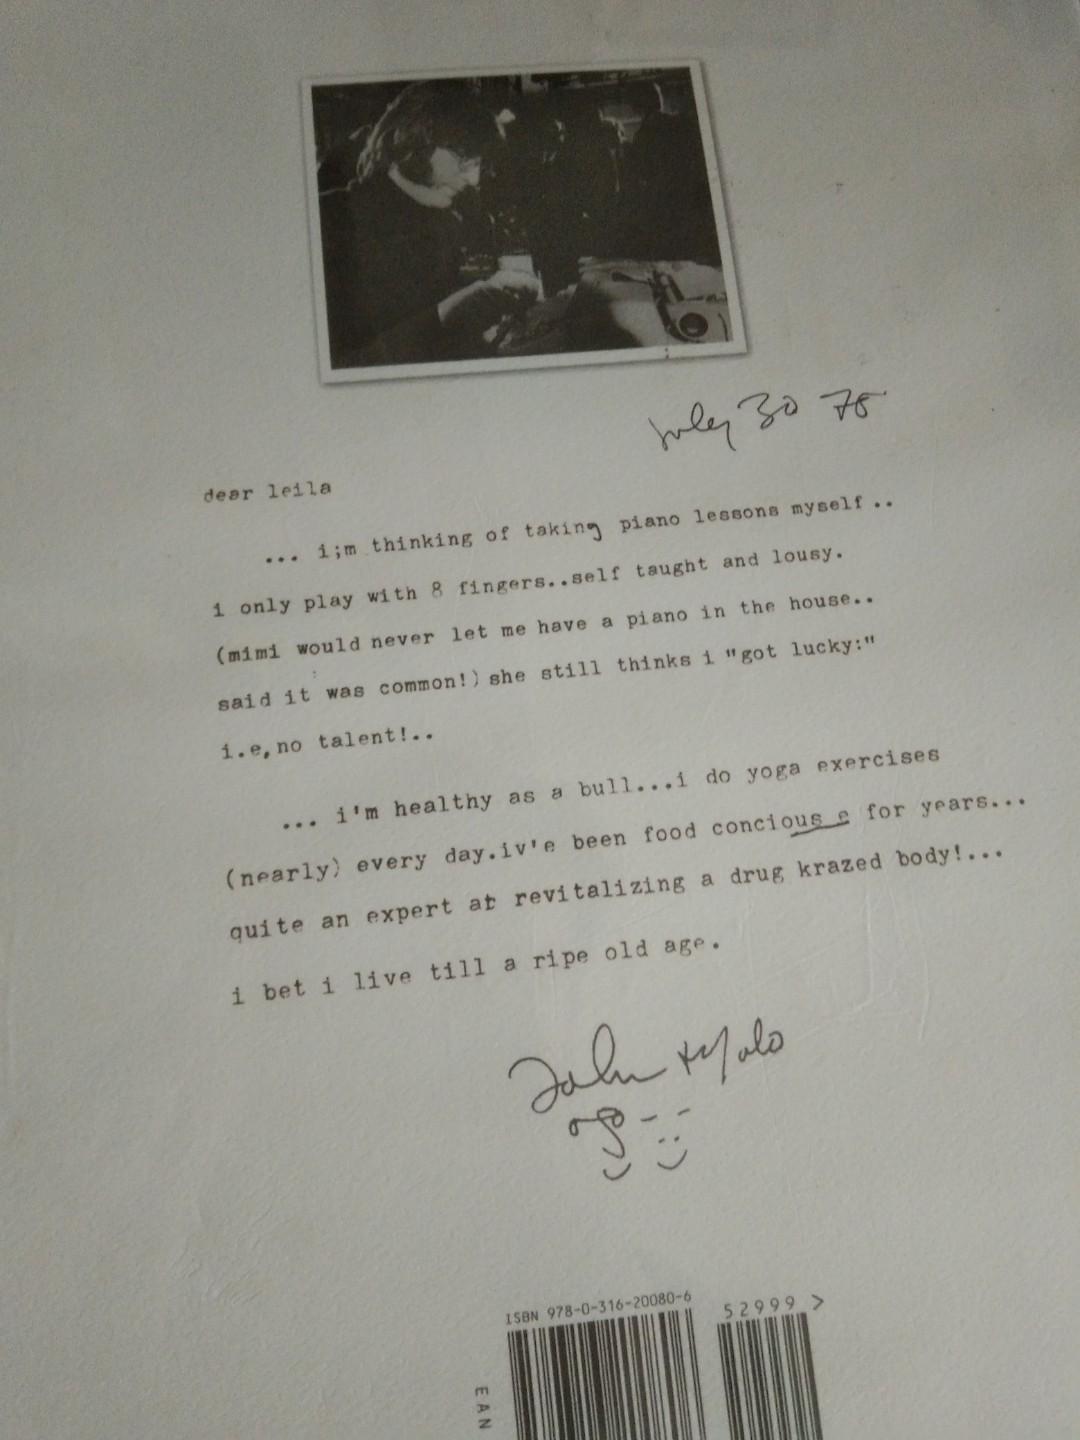 July 30 75
dear leila
... i;m thinking of taking piano lessons myself..
i only play with 8 fingers..self taught and lousy.
(mimi would never let me have a piano in the house..
said it was common!) she still thinks i "got lucky:"
i.e,no talent!..
... i'm healthy as a bull...i do yoga exercises
(nearly) every day.iv'e been food concious e for years...
quite an expert at revitalizing a drug krazed body!...
i bet i live till a ripe old age.
John + Yoko
ISBN 978-0-316-20080-6
52999 >
EAN